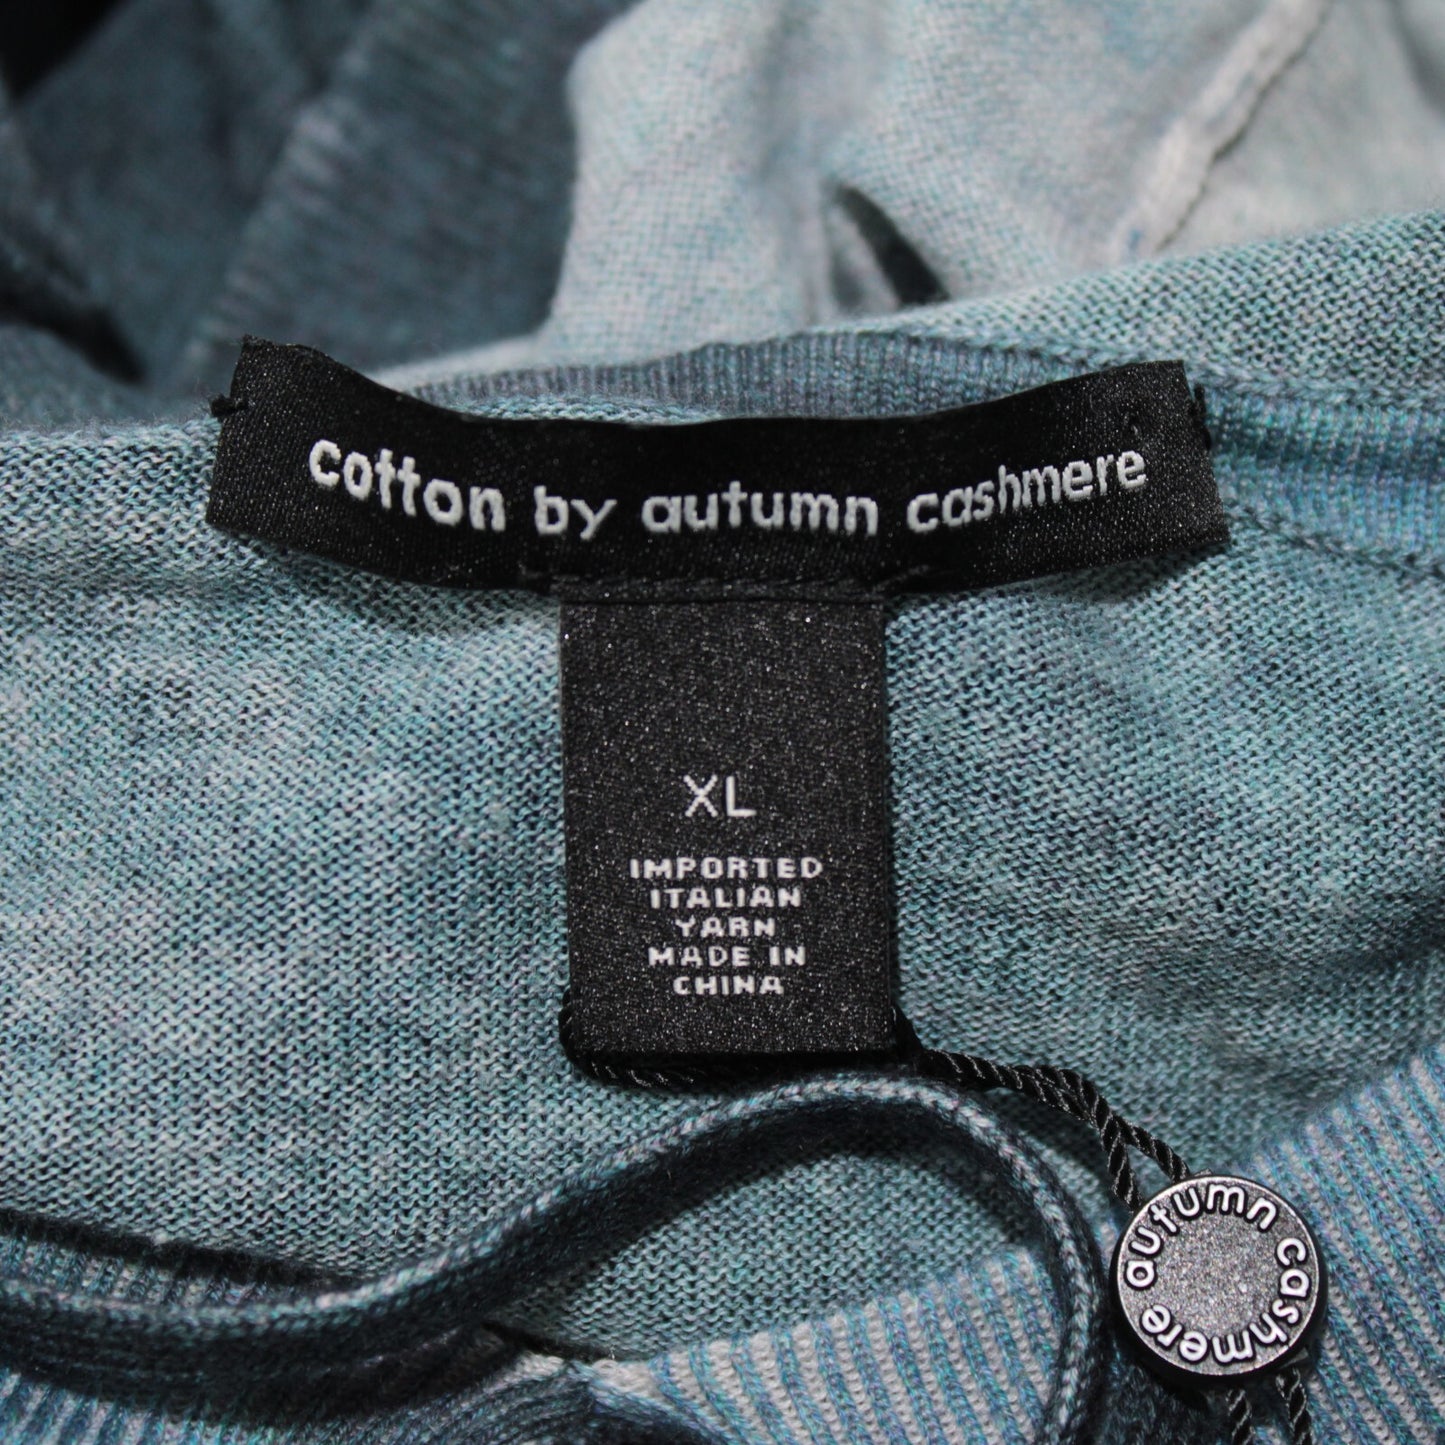 cotton by autumn cashmere
XL
IMPORTED
ITALIAN
YARN
MADE IN
CHINA
autumn cashmere